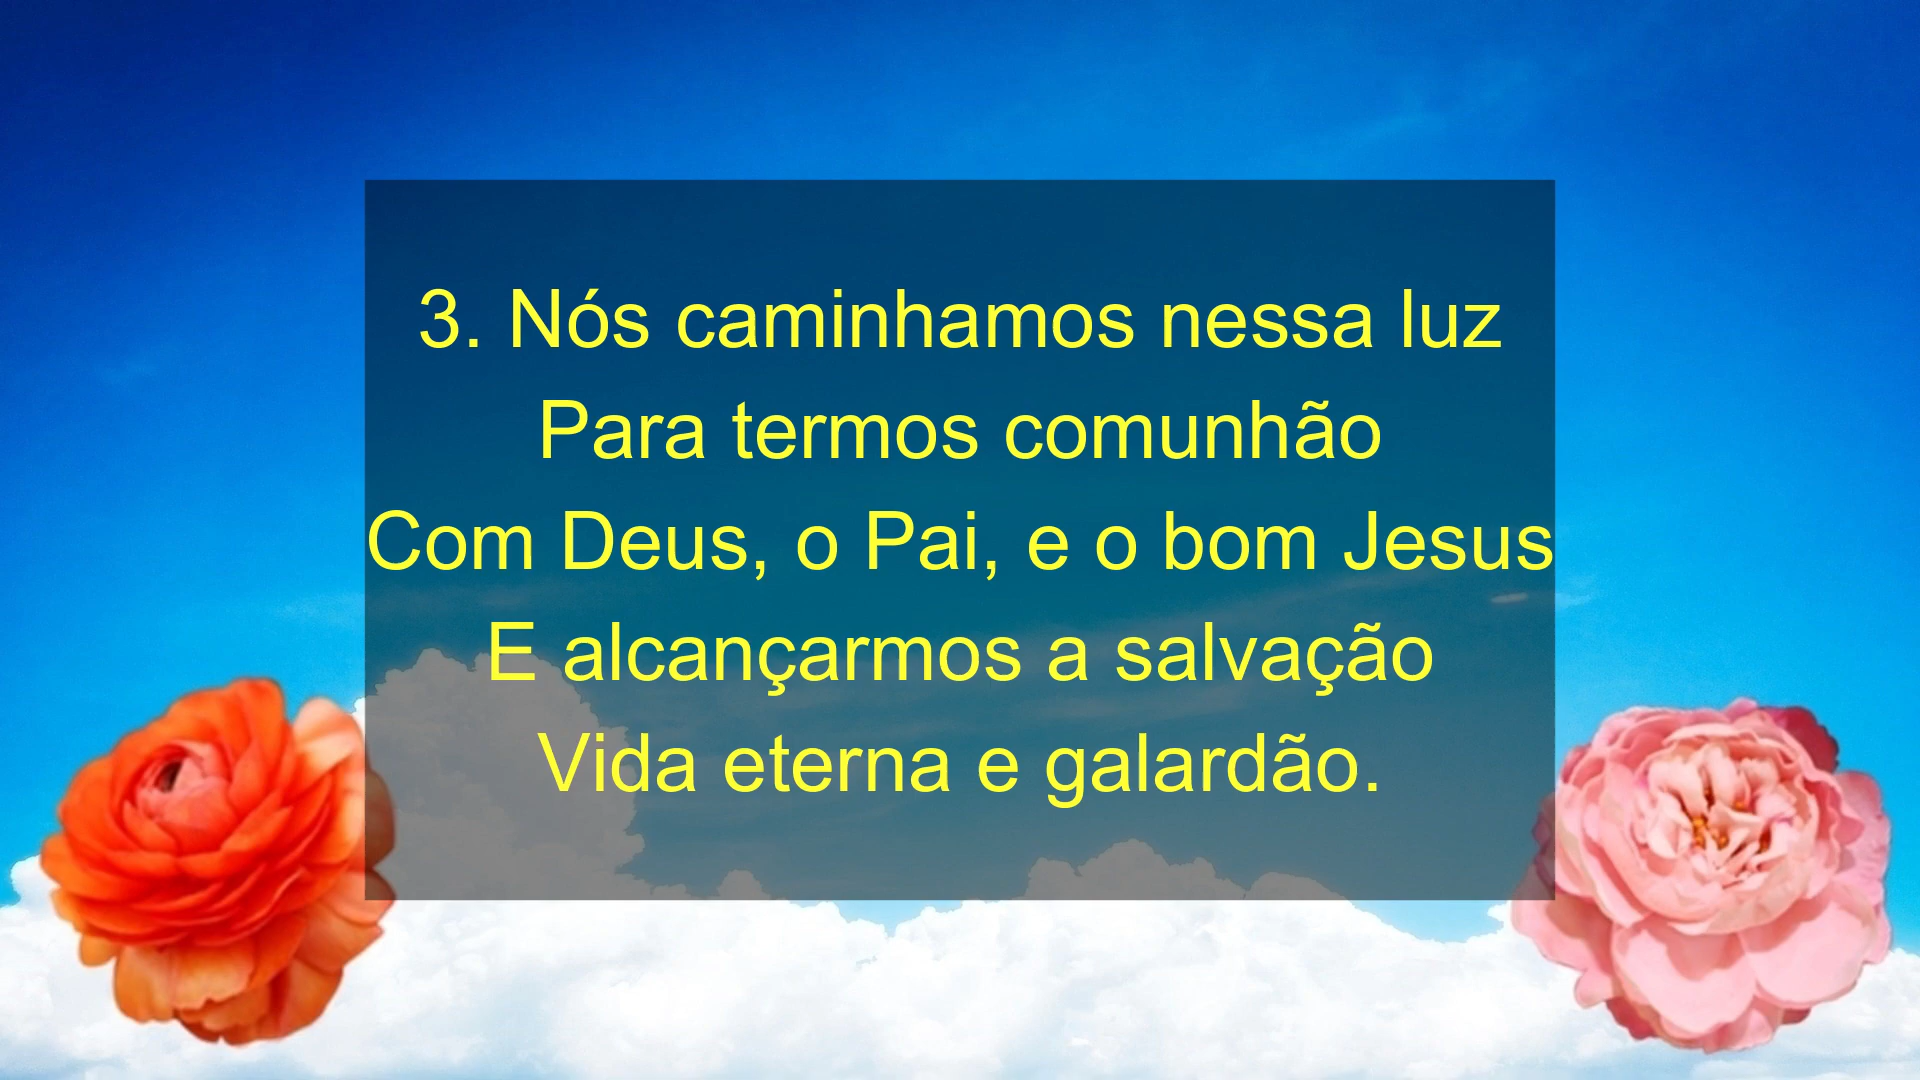 3. Nós caminhamos nessa luz
Para termos comunhão
Com Deus, o Pai, e o bom Jesus
E alcançarmos a salvação
Vida eterna e galardão.